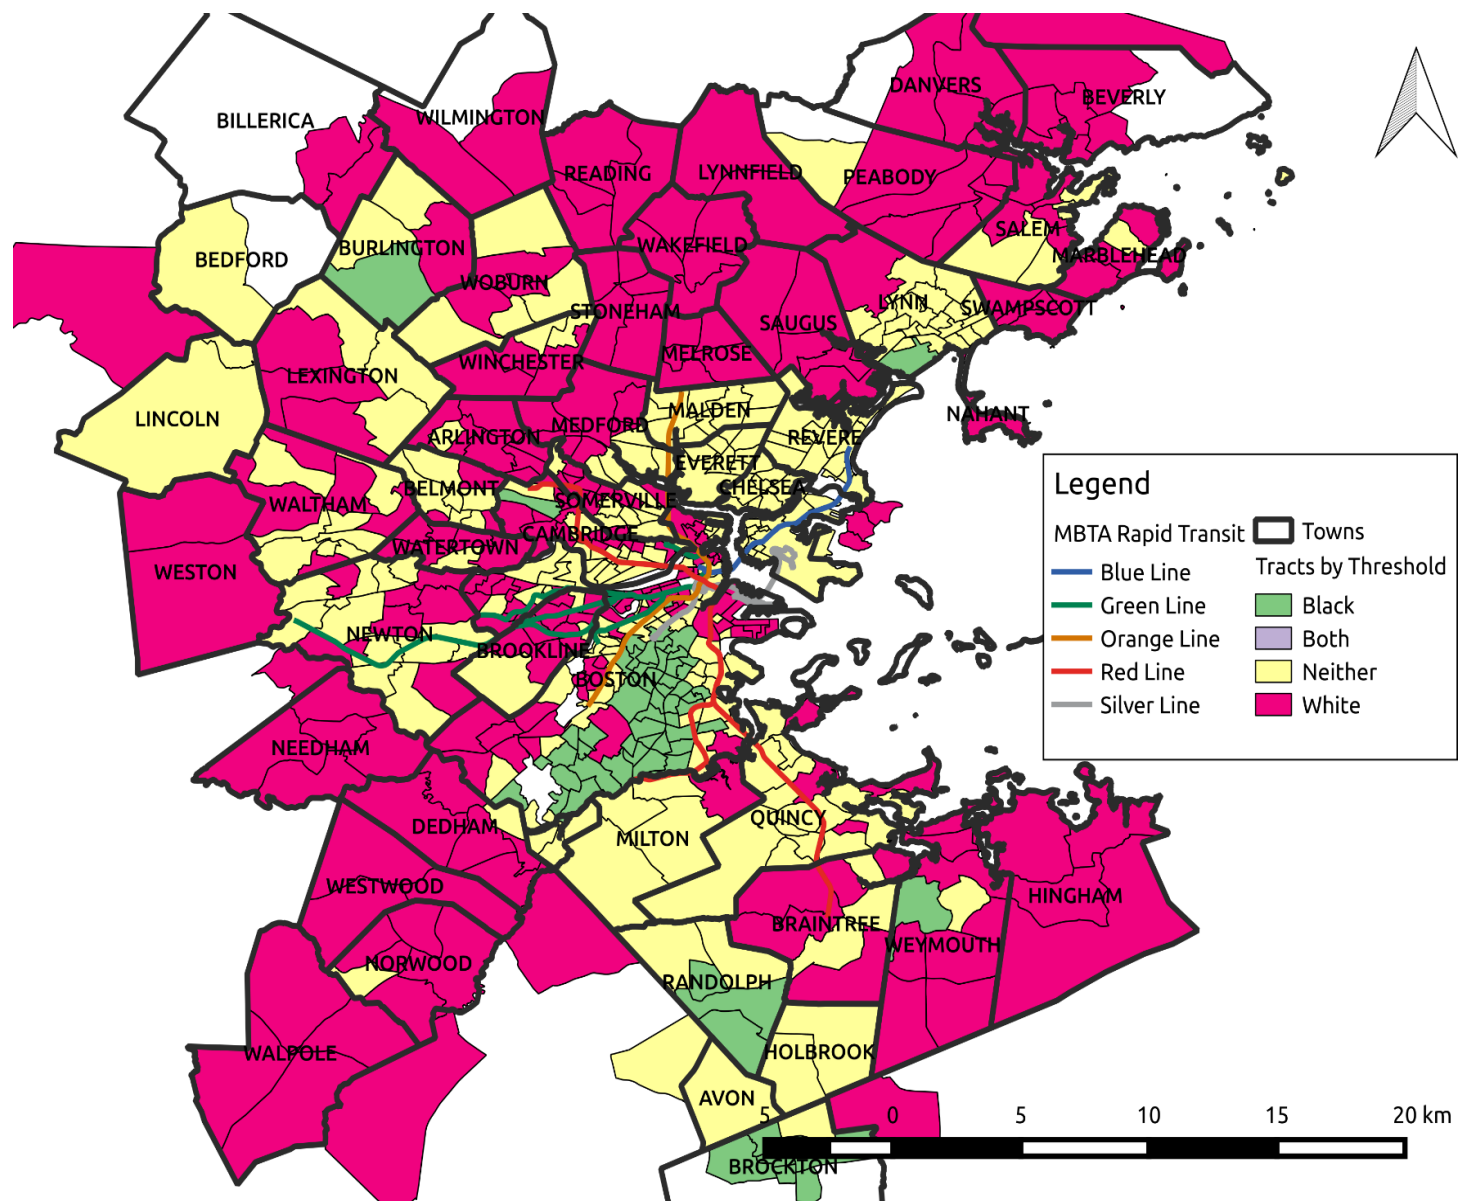 DANVERS
BEVERLY
BILLERICA
WILMINGTON
READING
LYNNFIELD
PEABODY
SALEM
MARBLEHEAD
BEDFORD
BURLINGTON
WAKEFIELD
WOBURN
STONEHAM
LYNN
SWAMPSCOTT
SAUGUS
WINCHESTER
MELROSE
LEXINGTON
LINCOLN
MALDEN
NAHANT
ARLINGTON
MEDFORD
REVERE
EVERETT
BELMONT
CHELSEA
WALTHAM
SOMERVILLE
CAMBRIDGE
WATERTOWN
WESTON
NEWTON
BROOKLINE
BOSTON
NEEDHAM
DEDHAM
QUINCY
MILTON
WESTWOOD
HINGHAM
BRAINTREE
WEYMOUTH
NORWOOD
RANDOLPH
WALPOLE
HOLBROOK
AVON
BROCKTON
Legend
MBTA Rapid Transit
Blue Line
Green Line
Orange Line
Red Line
Silver Line
Towns
Tracts by Threshold
Black
Both
Neither
White
5 0 5 10 15 20 km